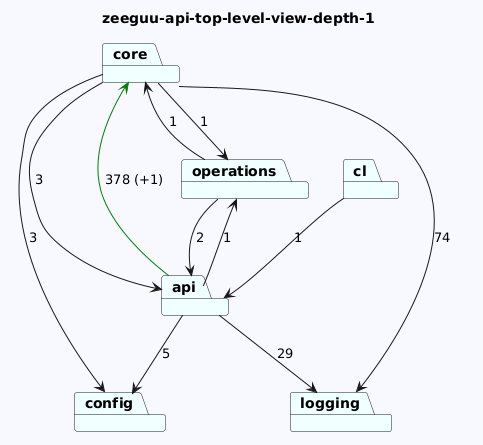 zeeguu-api-top-level-view-depth-1
core
1
1
operations
cl
3
378 (+1)
3
2
1
1
74
api
5
29
config
logging